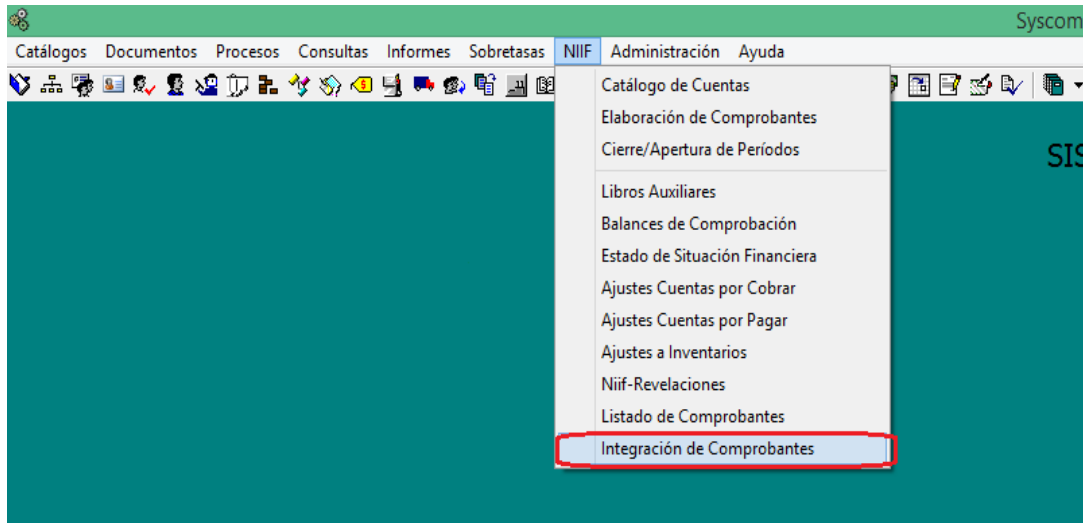 Syscom
Catálogos Documentos Procesos Consultas Informes Sobretasas NIIF Administración Ayuda
Catálogo de Cuentas
Elaboración de Comprobantes
Cierre/Apertura de Períodos
SIS
Libros Auxiliares
Balances de Comprobación
Estado de Situación Financiera
Ajustes Cuentas por Cobrar
Ajustes Cuentas por Pagar
Ajustes a Inventarios
Niif-Revelaciones
Listado de Comprobantes
Integración de Comprobantes